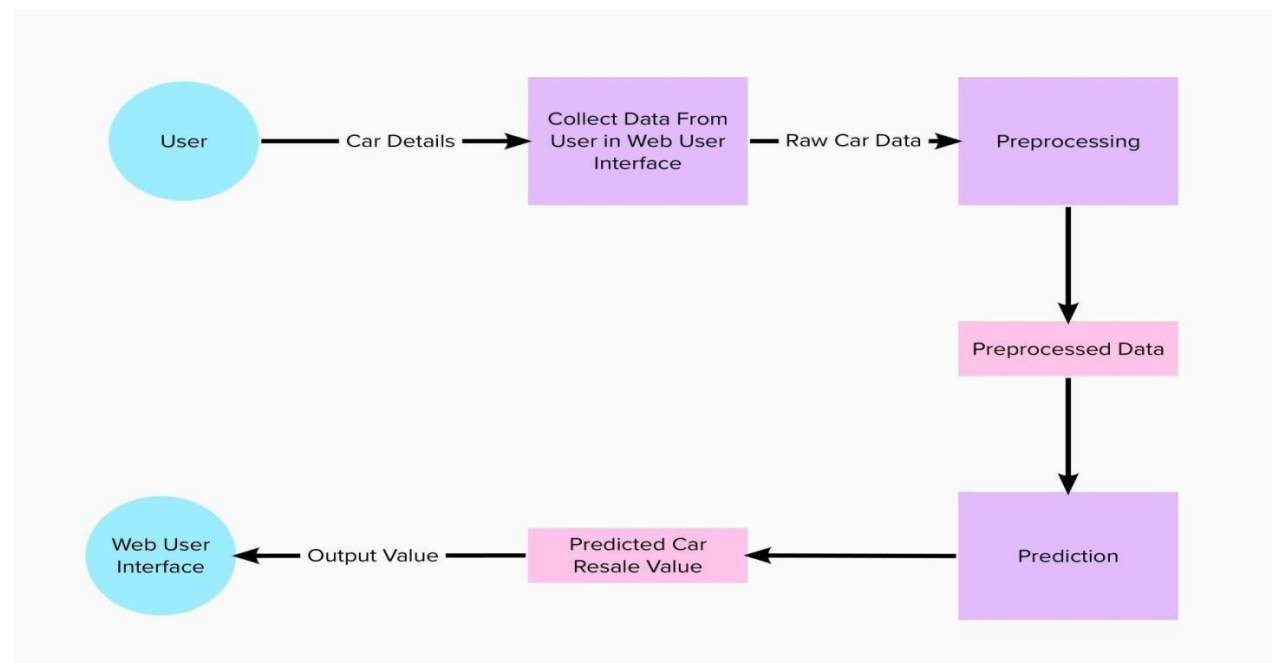 User
Car Details
Collect Data From
User in Web User
Interface
Raw Car Data
Preprocessing
Preprocessed Data
Prediction
Predicted Car
Resale Value
Output Value
Web User
Interface